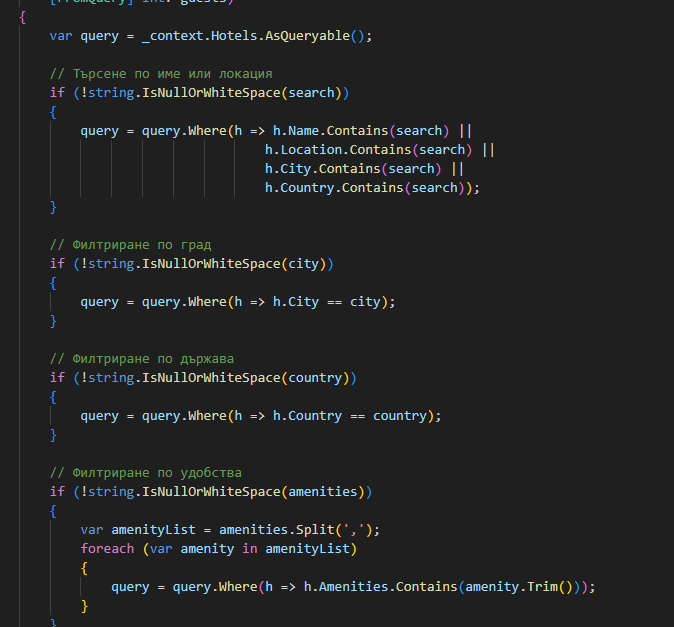 [FromQuery] int? guests)
{
var query = _context.Hotels.AsQueryable();
// Търсене по име или локация
if (!string.IsNullOrWhiteSpace(search))
{
query = query.Where(h => h.Name.Contains(search) ||
h.Location.Contains(search) ||
h.City.Contains(search) ||
h.Country.Contains(search));
}
// Филтриране по град
if (!string.IsNullOrWhiteSpace(city))
{
query = query.Where(h => h.City == city);
}
// Филтриране по държава
if (!string.IsNullOrWhiteSpace(country))
{
query = query.Where(h => h.Country == country);
}
// Филтриране по удобства
if (!string.IsNullOrWhiteSpace(amenities))
{
var amenityList = amenities.Split(',');
foreach (var amenity in amenityList)
{
query = query.Where(h => h.Amenities.Contains(amenity.Trim()));
}
}